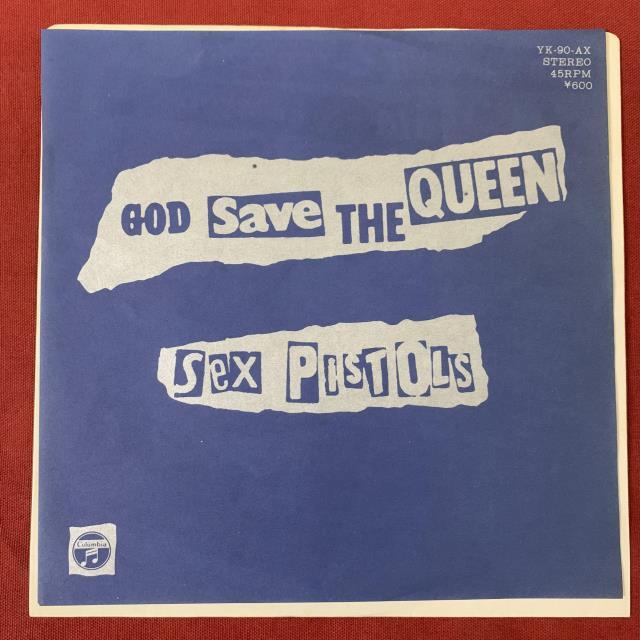 YK-90-AX
STEREO
45RPM
¥600
GOD Save THE QUEEN
Sex PISTOLS
Columbia